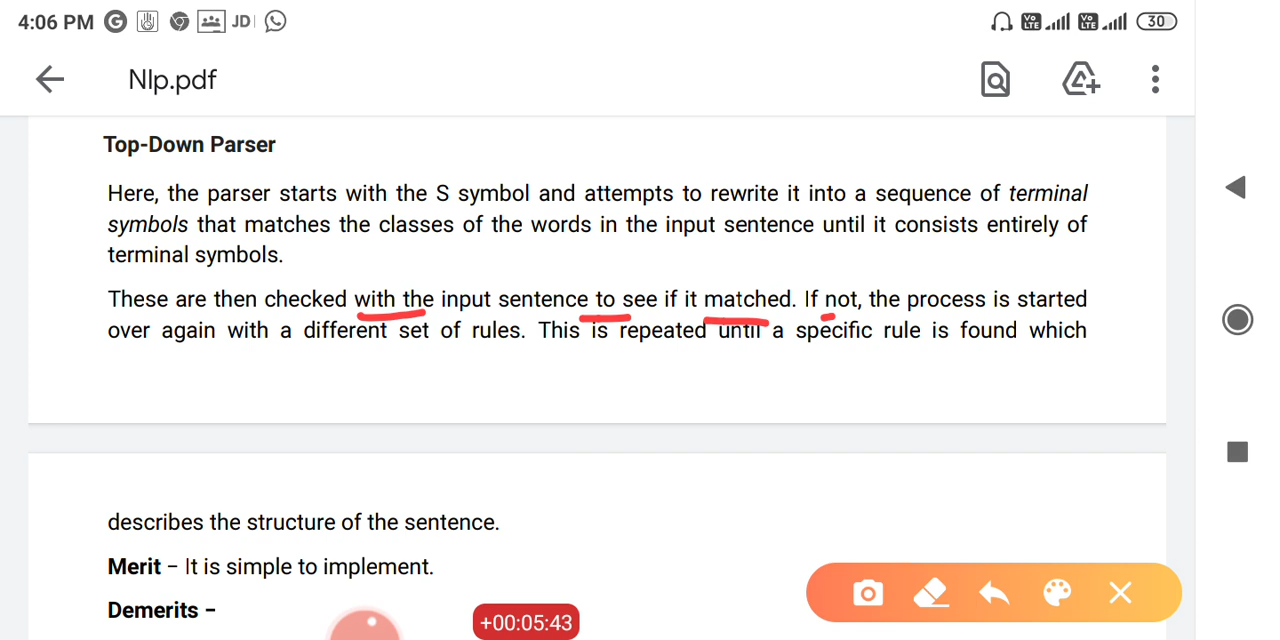 4:06 PM G JD Vo LTE Vo LTE 30
Nlp.pdf
Top-Down Parser
Here, the parser starts with the S symbol and attempts to rewrite it into a sequence of terminal
symbols that matches the classes of the words in the input sentence until it consists entirely of
terminal symbols.
These are then checked with the input sentence to see if it matched. If not, the process is started
over again with a different set of rules. This is repeated until a specific rule is found which
describes the structure of the sentence.
Merit – It is simple to implement.
Demerits –
+00:05:43